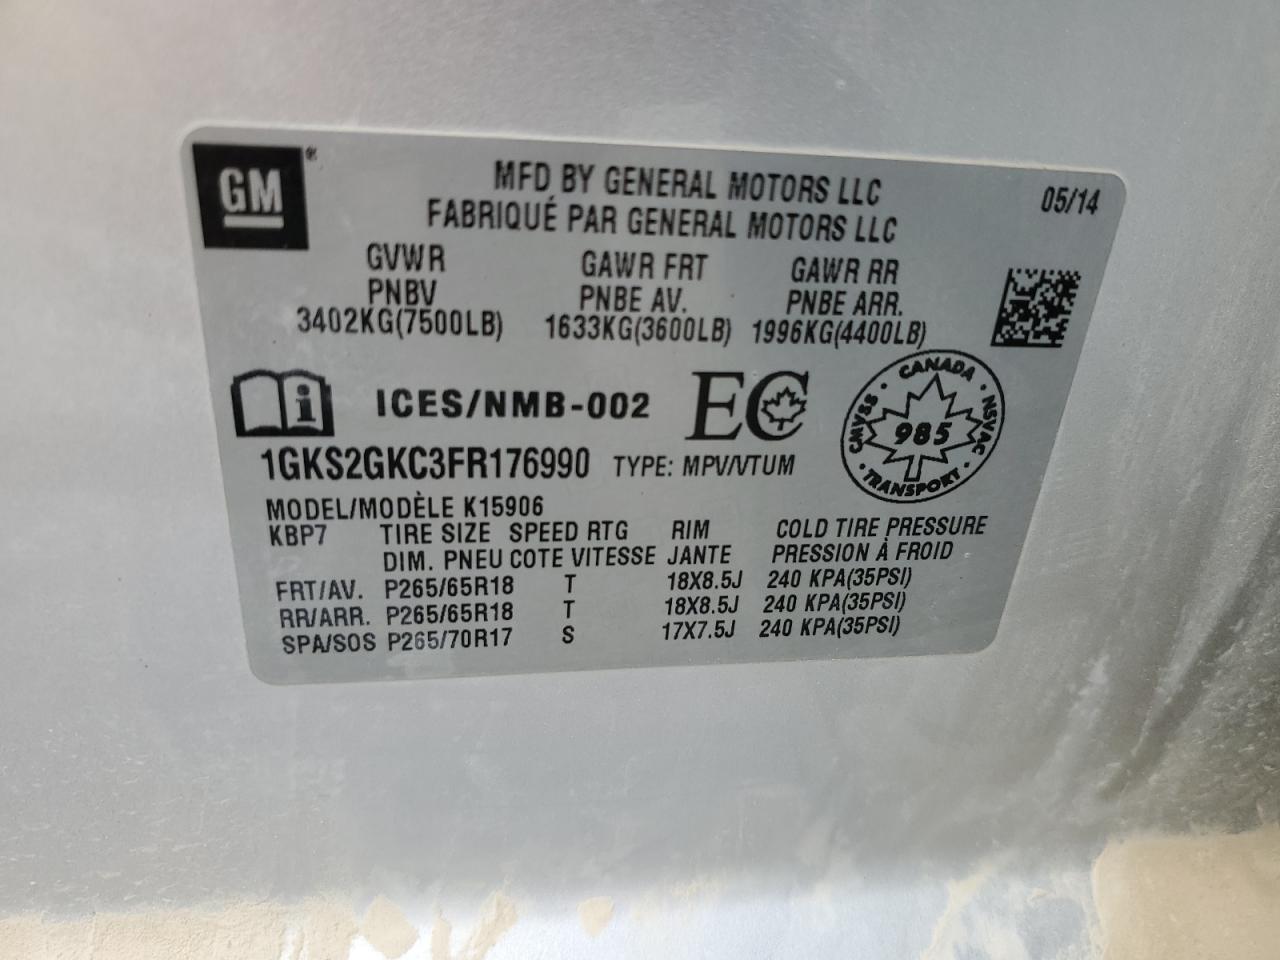 GM ®
MFD BY GENERAL MOTORS LLC 05/14
FABRIQUÉ PAR GENERAL MOTORS LLC
GVWR GAWR FRT GAWR RR
PNBV PNBE AV. PNBE ARR.
3402KG(7500LB) 1633KG(3600LB) 1996KG(4400LB)
i ICES/NMB-002 EC
CANADA
CMVSS 985 NSVAC
TRANSPORT
1GKS2GKC3FR176990 TYPE: MPV/VTUM
MODEL/MODÈLE K15906
KBP7 TIRE SIZE SPEED RTG RIM COLD TIRE PRESSURE
DIM. PNEU COTE VITESSE JANTE PRESSION À FROID
FRT/AV. P265/65R18 T 18X8.5J 240 KPA(35PSI)
RR/ARR. P265/65R18 T 18X8.5J 240 KPA(35PSI)
SPA/SOS P265/70R17 S 17X7.5J 240 KPA(35PSI)